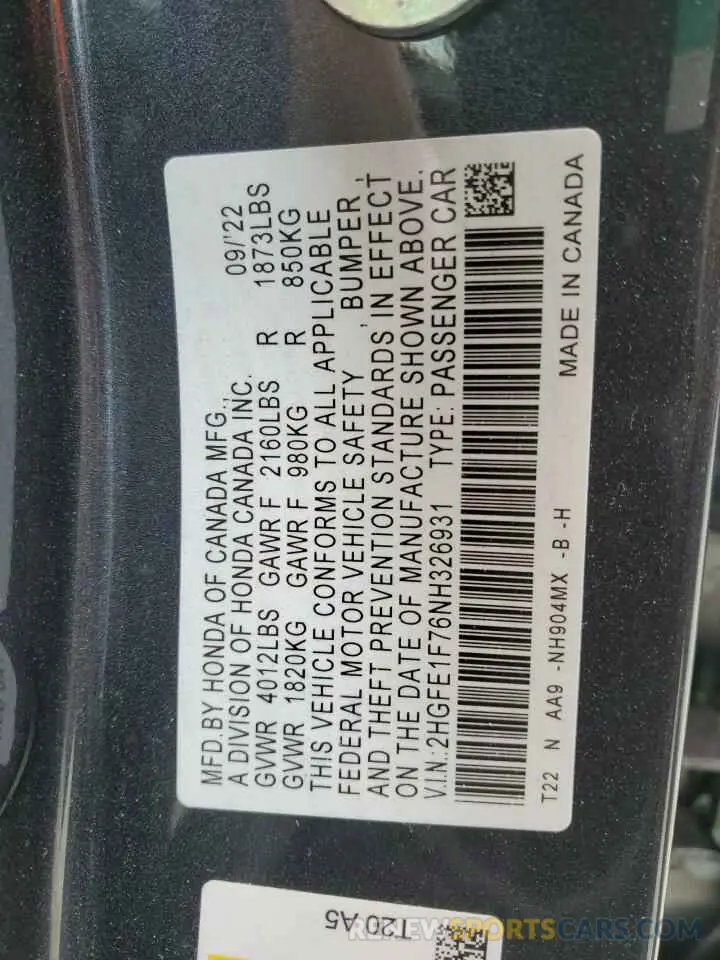 MFD.BY HONDA OF CANADA MFG., 09/'22
A DIVISION OF HONDA CANADA INC.
GVWR 4012LBS GAWR F 2160LBS R 1873LBS
GVWR 1820KG GAWR F 980KG R 850KG
THIS VEHICLE CONFORMS TO ALL APPLICABLE
FEDERAL MOTOR VEHICLE SAFETY , BUMPER ,
AND THEFT PREVENTION STANDARDS IN EFFECT
ON THE DATE OF MANUFACTURE SHOWN ABOVE.
V.I.N.: 2HGFE1F76NH326931 TYPE: PASSENGER CAR
T22 N AA9 -NH904MX -B -H MADE IN CANADA
T20 A5
RENEWSPORTSCARS.COM